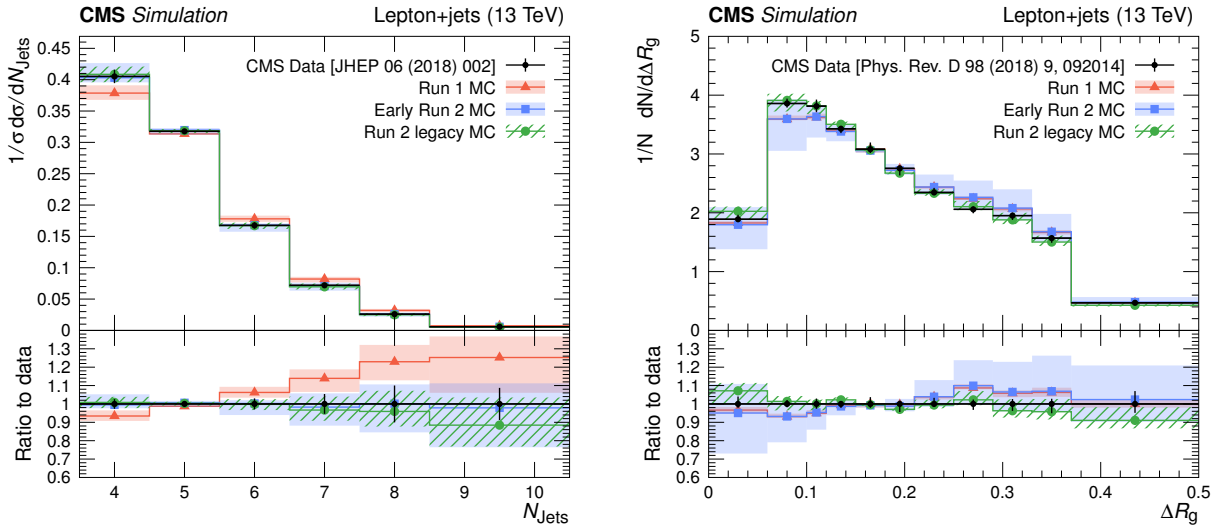 CMS Simulation Lepton+jets (13 TeV)
1/σ dσ/dN_Jets
0.45
0.4
0.35
0.3
0.25
0.2
0.15
0.1
0.05
0
CMS Data [JHEP 06 (2018) 002]
Run 1 MC
Early Run 2 MC
Run 2 legacy MC
Ratio to data
1.3
1.2
1.1
1.0
0.9
0.8
0.7
0.6
4 5 6 7 8 9 10
N_Jets
CMS Simulation Lepton+jets (13 TeV)
1/N dN/dΔR_g
5
4
3
2
1
0
CMS Data [Phys. Rev. D 98 (2018) 9, 092014]
Run 1 MC
Early Run 2 MC
Run 2 legacy MC
Ratio to data
1.3
1.2
1.1
1.0
0.9
0.8
0.7
0.6
0 0.1 0.2 0.3 0.4 0.5
ΔR_g